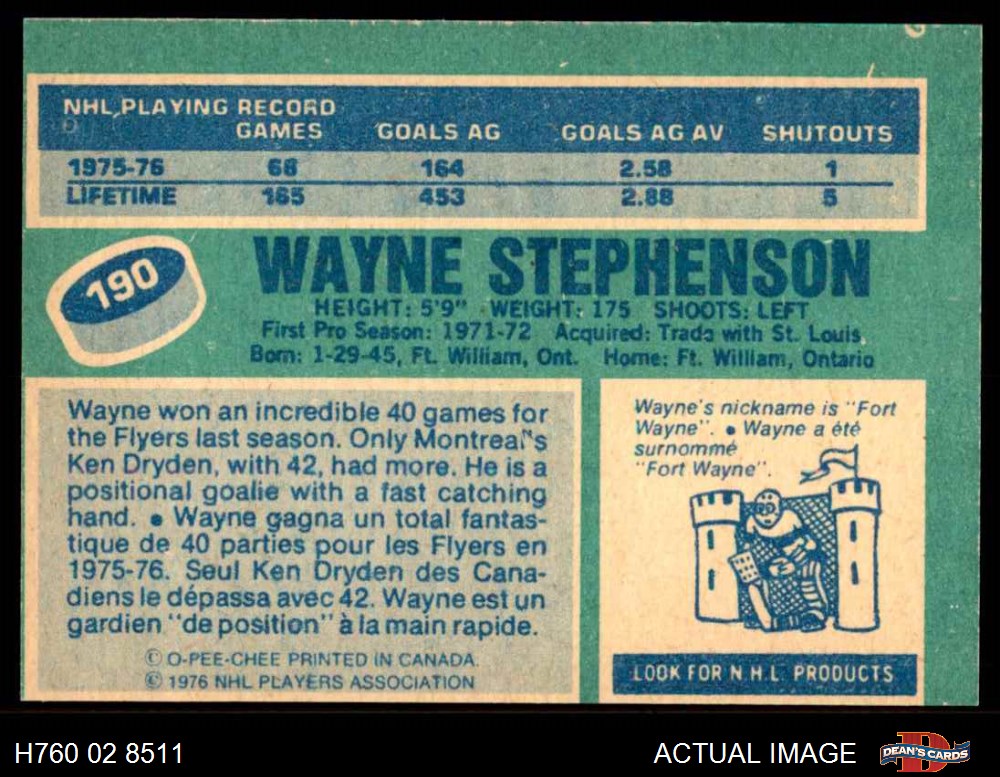 NHL PLAYING RECORD
GAMES GOALS AG GOALS AG AV SHUTOUTS
1975-76 66 164 2.58 1
LIFETIME 165 453 2.88 5
190
WAYNE STEPHENSON
HEIGHT: 5'9" WEIGHT: 175 SHOOTS: LEFT
First Pro Season: 1971-72 Acquired: Trade with St. Louis.
Born: 1-29-45, Ft. William, Ont. Home: Ft. William, Ontario
Wayne won an incredible 40 games for
the Flyers last season. Only Montreal's
Ken Dryden, with 42, had more. He is a
positional goalie with a fast catching
hand. • Wayne gagna un total fantas-
tique de 40 parties pour les Flyers en
1975-76. Seul Ken Dryden des Cana-
diens le dépassa avec 42. Wayne est un
gardien "de position" à la main rapide.
© O-PEE-CHEE PRINTED IN CANADA.
© 1976 NHL PLAYERS ASSOCIATION
Wayne's nickname is "Fort
Wayne". • Wayne a été
surnommé
"Fort Wayne".
LOOK FOR N.H.L. PRODUCTS
H760 02 8511
ACTUAL IMAGE
D
DEAN'S CARDS